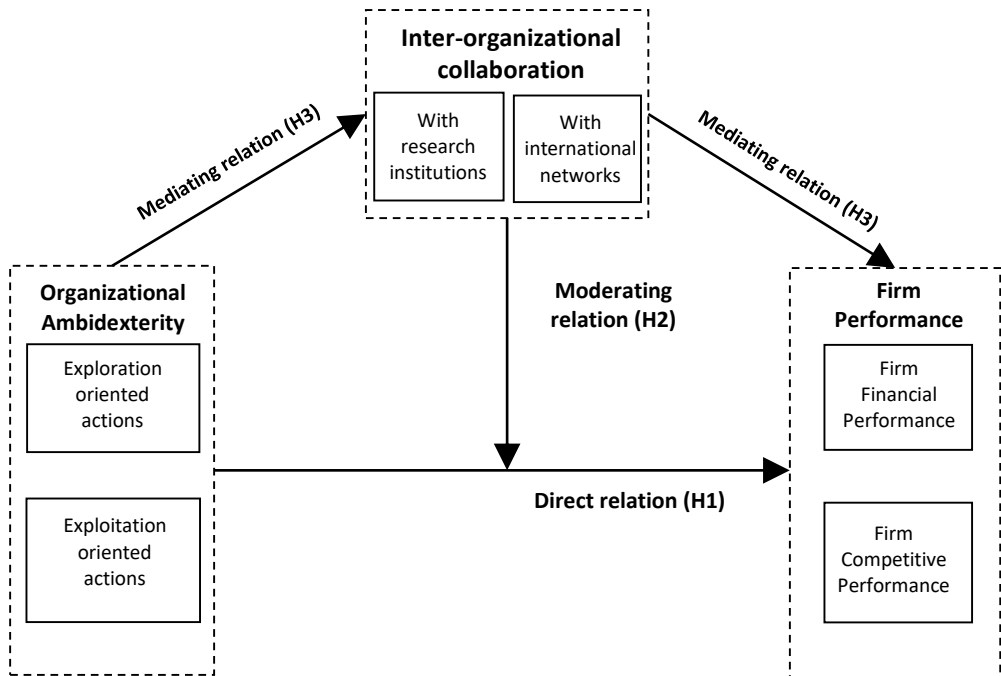 Inter-organizational
collaboration
With
research
institutions
With
international
networks
Mediating relation (H3)
Mediating relation (H3)
Organizational
Ambidexterity
Exploration
oriented
actions
Exploitation
oriented
actions
Moderating
relation (H2)
Direct relation (H1)
Firm
Performance
Firm
Financial
Performance
Firm
Competitive
Performance